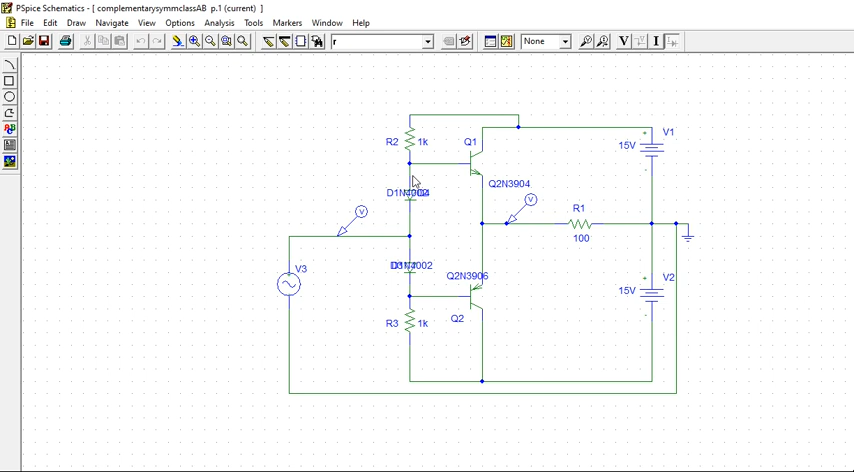 PSpice Schematics - [ complementarysymmclassAB p.1 (current) ]
File Edit Draw Navigate View Options Analysis Tools Markers Window Help
r
None
V
I
R2 1k
Q1
V1
15V
Q2N3904
V
V
R1
100
V3
D1N4002
Q2N3906
V2
15V
R3 1k
Q2